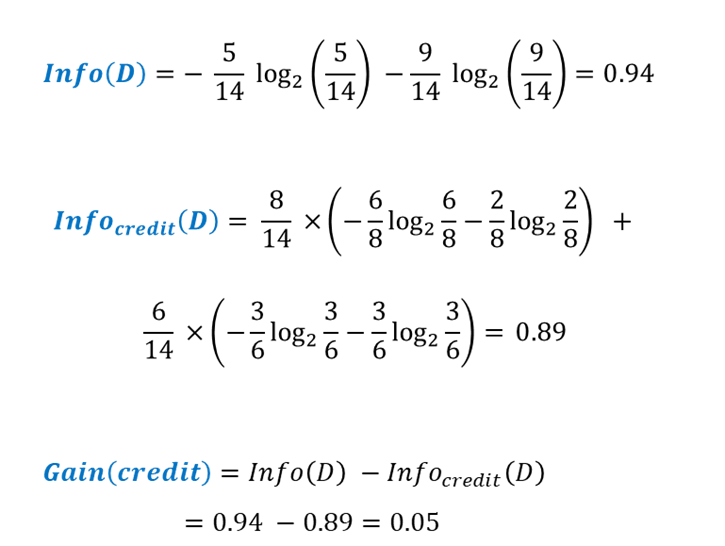 Info(D) = − 5/14 log₂ (5/14) − 9/14 log₂ (9/14) = 0.94
Info_credit(D) = 8/14 × (− 6/8 log₂ 6/8 − 2/8 log₂ 2/8) +
6/14 × (− 3/6 log₂ 3/6 − 3/6 log₂ 3/6) = 0.89
Gain(credit) = Info(D) − Info_credit(D)
= 0.94 − 0.89 = 0.05